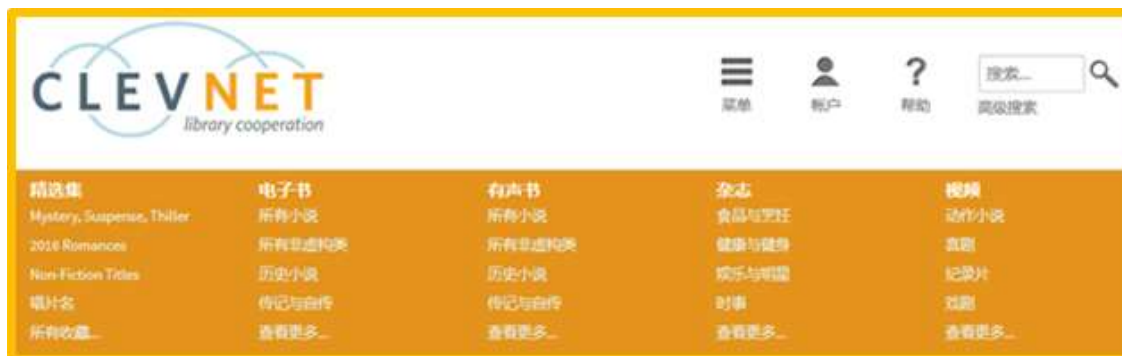 CLEVNET
library cooperation
菜单
帐户
?
帮助
搜索...
高级搜索
精选集
Mystery, Suspense, Thriller
2016 Romances
Non-Fiction Titles
唱片名
所有收藏...
电子书
所有小说
所有非虚构类
历史小说
传记与自传
查看更多...
有声书
所有小说
所有非虚构类
历史小说
传记与自传
查看更多...
杂志
食品与烹饪
健康与健身
娱乐与明星
时事
查看更多...
视频
动作小说
喜剧
纪录片
戏剧
查看更多...